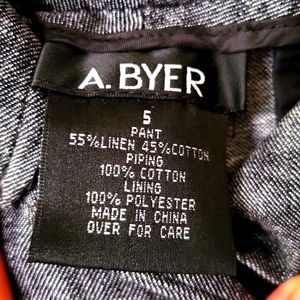 A. BYER
5
PANT
55%LINEN 45%COTTON
PIPING
100% COTTON
LINING
100% POLYESTER
MADE IN CHINA
OVER FOR CARE